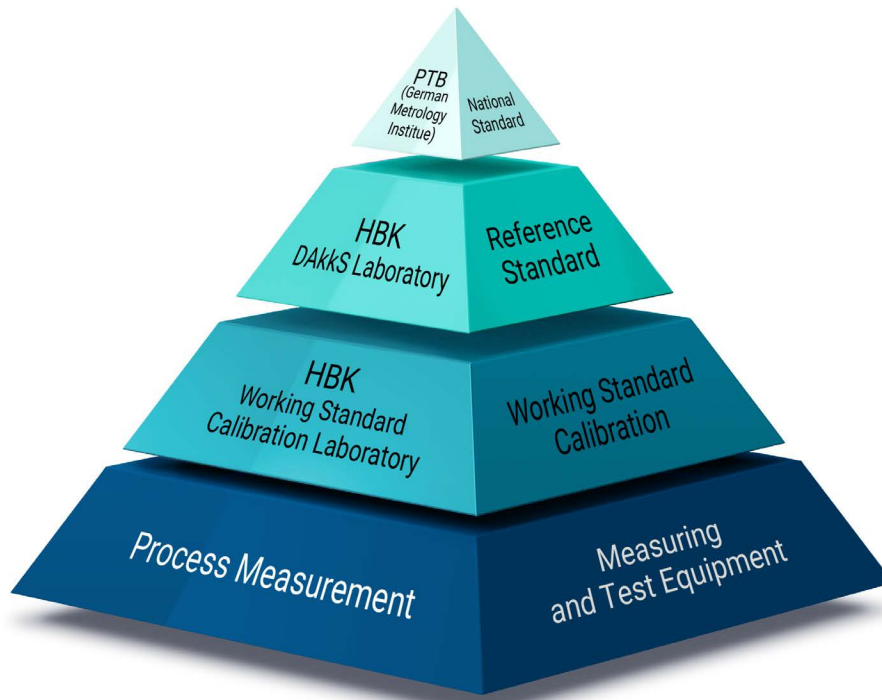 PTB
(German
Metrology
Institue)
National
Standard
HBK
DAkkS Laboratory
Reference
Standard
HBK
Working Standard
Calibration Laboratory
Working Standard
Calibration
Process Measurement
Measuring
and Test Equipment